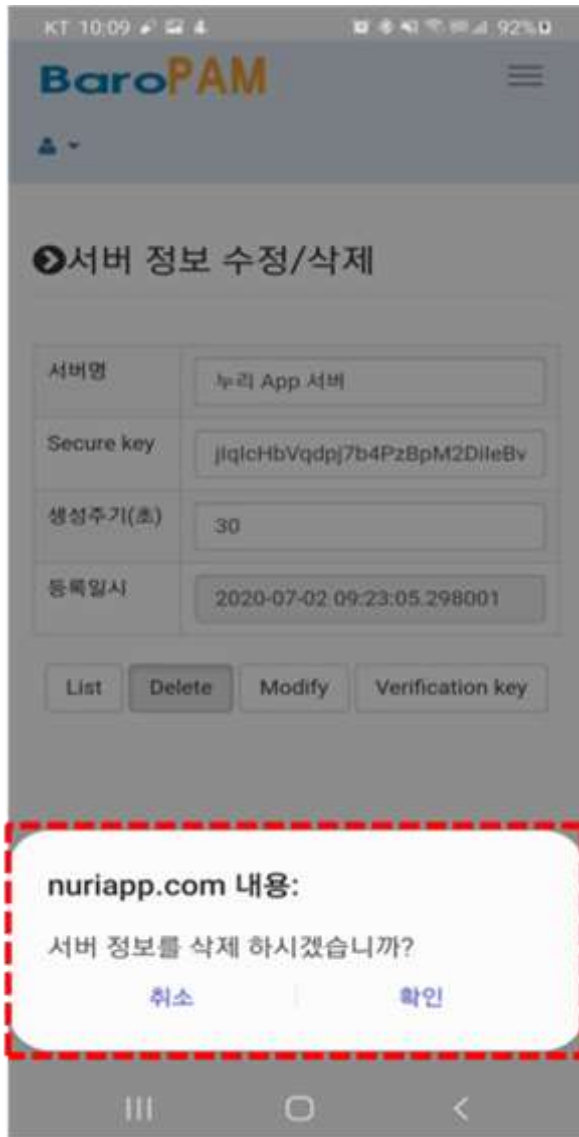 KT 10:09 92%
BaroPAM
서버 정보 수정/삭제
서버명 누리 App 서버
Secure key jIqIcHbVqdpj7b4PzBpM2DiIeBv
생성주기(초) 30
등록일시 2020-07-02 09:23:05.298001
List Delete Modify Verification key
nuriapp.com 내용:
서버 정보를 삭제 하시겠습니까?
취소 확인